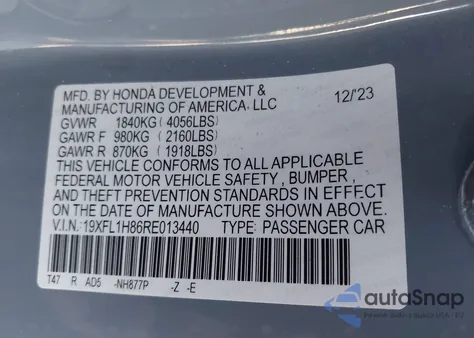 MFD. BY HONDA DEVELOPMENT &
MANUFACTURING OF AMERICA, LLC 12/'23
GVWR 1840KG ( 4056LBS )
GAWR F 980KG ( 2160LBS )
GAWR R 870KG ( 1918LBS )
THIS VEHICLE CONFORMS TO ALL APPLICABLE
FEDERAL MOTOR VEHICLE SAFETY , BUMPER ,
AND THEFT PREVENTION STANDARDS IN EFFECT
ON THE DATE OF MANUFACTURE SHOWN ABOVE.
V.I.N.: 19XFL1H86RE013440 TYPE: PASSENGER CAR
T47 R AD5 -NH877P -Z -E
autoSnap